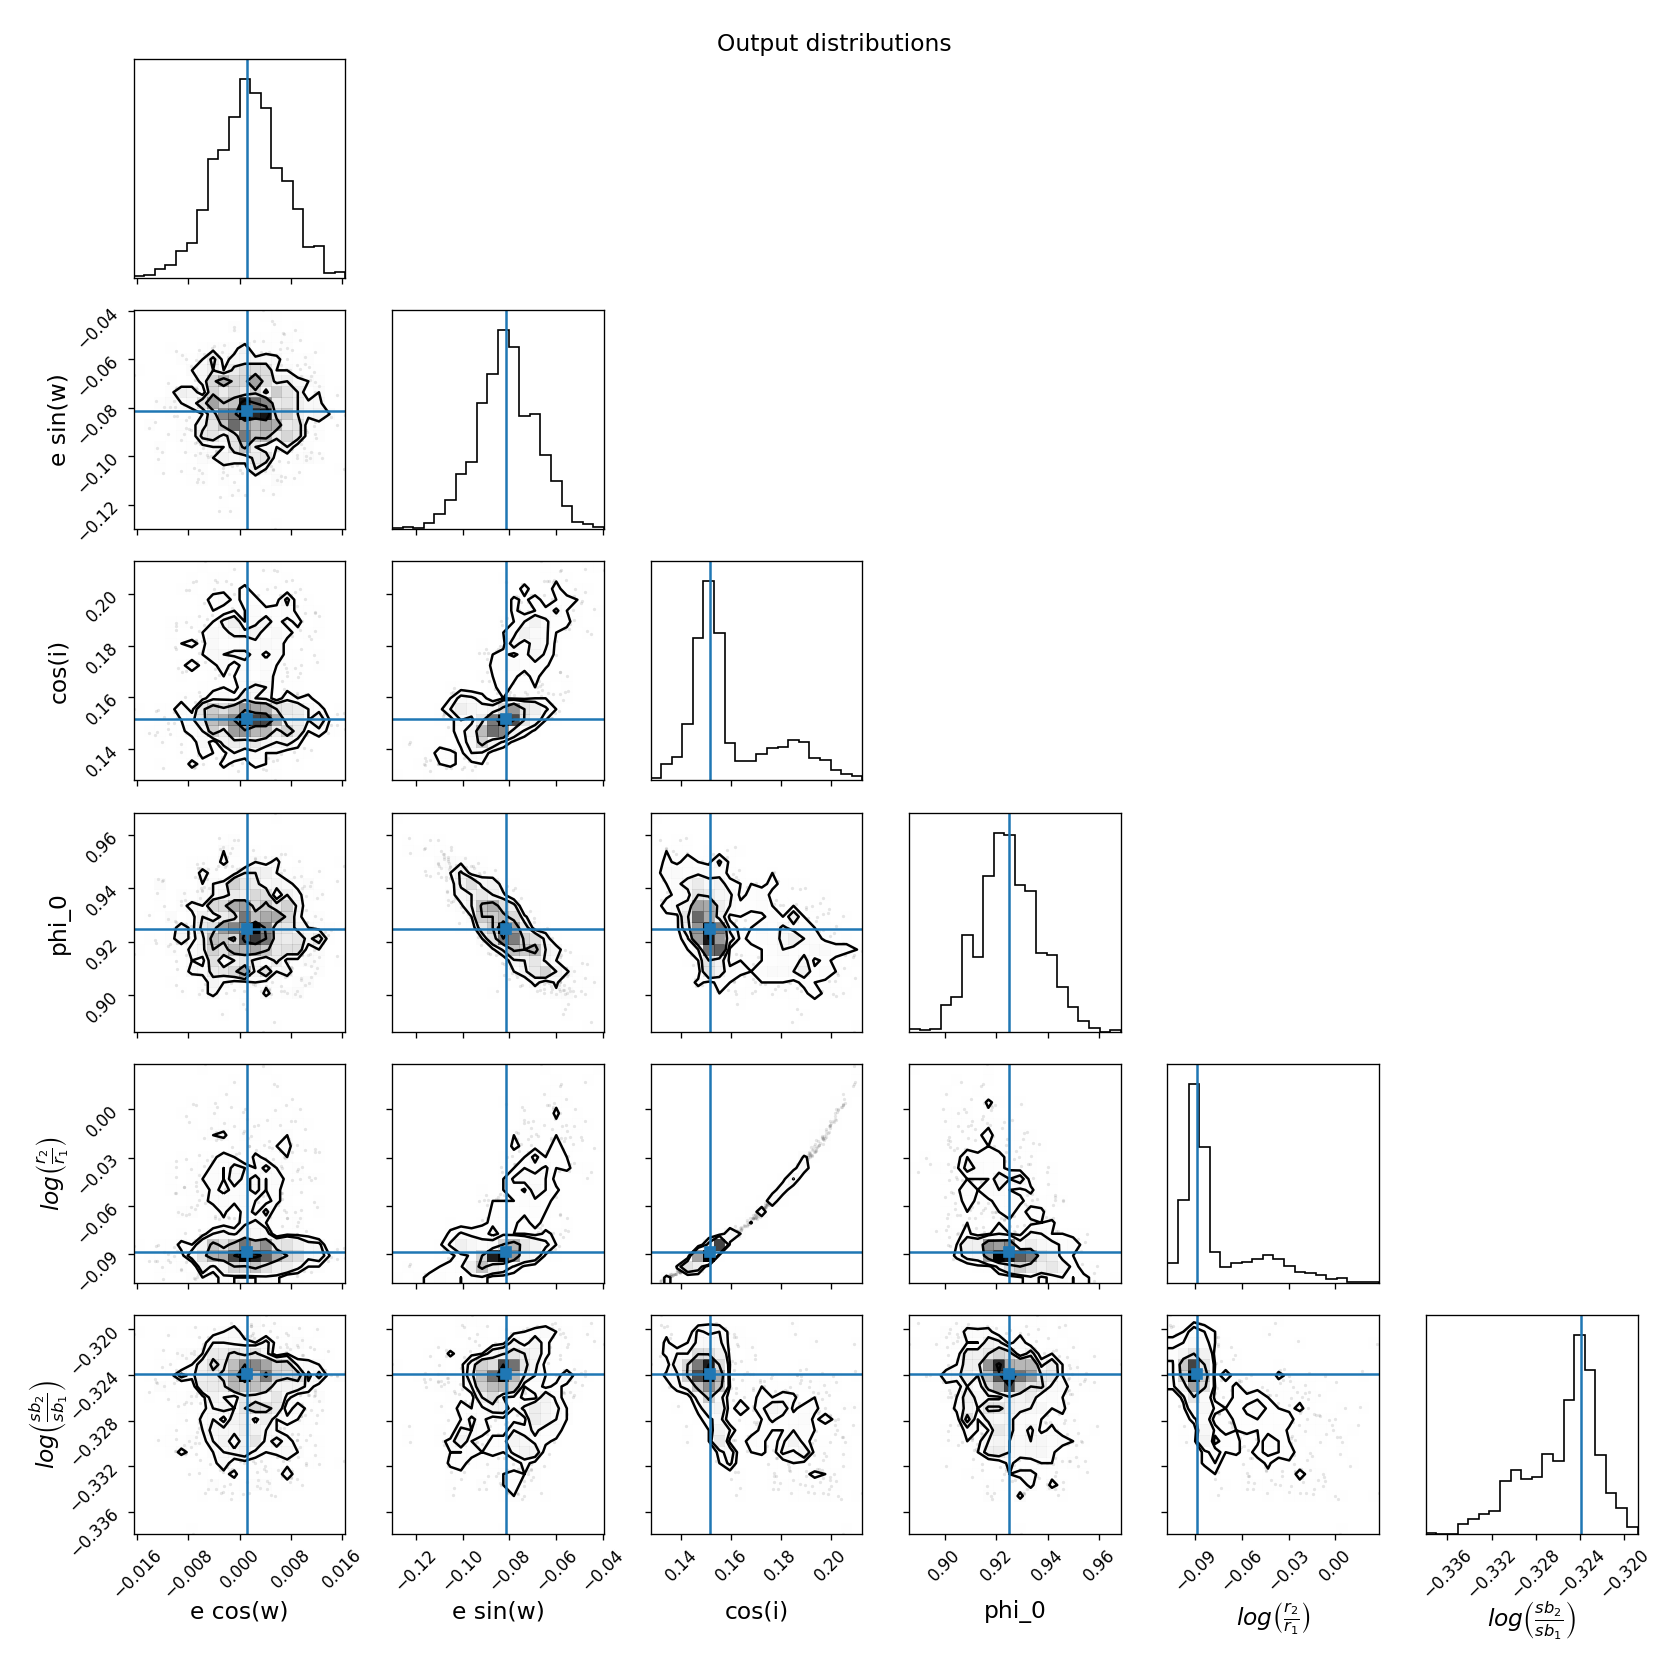 Output distributions
−0.04
−0.06
−0.08
−0.10
−0.12
e sin(w)
0.20
0.18
0.16
0.14
cos(i)
0.96
0.94
0.92
0.90
phi_0
0.00
−0.03
−0.06
−0.09
log(r₂/r₁)
−0.320
−0.324
−0.328
−0.332
−0.336
log(sb₂/sb₁)
−0.016 −0.008 0.000 0.008 0.016
−0.12 −0.10 −0.08 −0.06 −0.04
0.14 0.16 0.18 0.20
0.90 0.92 0.94 0.96
−0.09 −0.06 −0.03 0.00
−0.336 −0.332 −0.328 −0.324 −0.320
e cos(w) e sin(w) cos(i) phi_0 log(r₂/r₁) log(sb₂/sb₁)